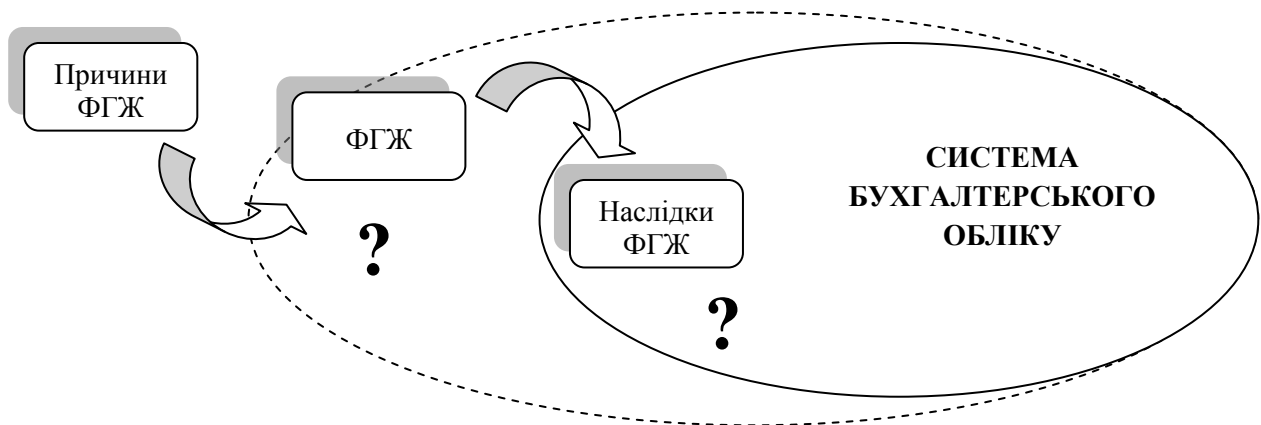 Причини
ФГЖ
ФГЖ
?
Наслідки
ФГЖ
?
СИСТЕМА
БУХГАЛТЕРСЬКОГО
ОБЛІКУ